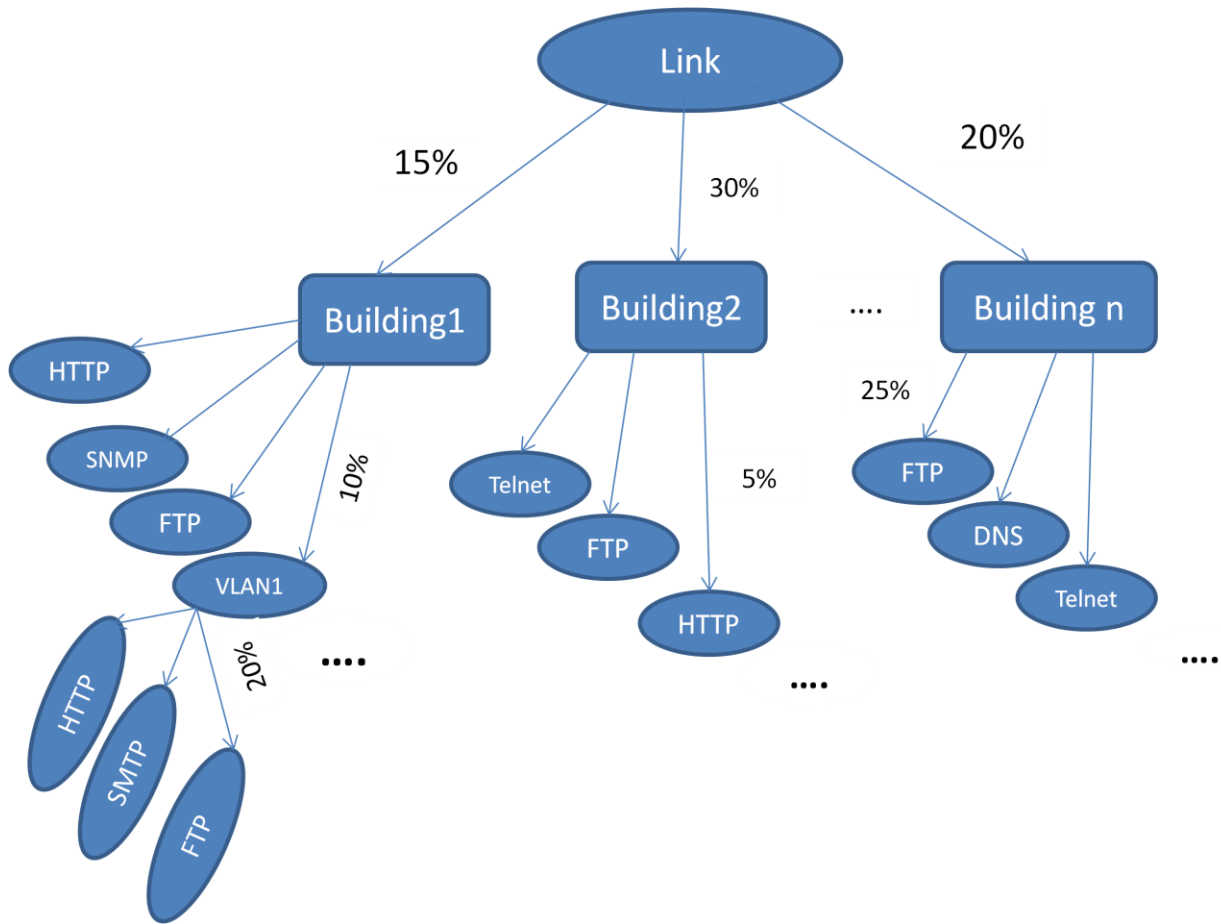 Link
15%
30%
20%
Building1
Building2
....
Building n
HTTP
SNMP
FTP
10%
VLAN1
20%
HTTP
SMTP
FTP
....
Telnet
FTP
5%
HTTP
....
25%
FTP
DNS
Telnet
....